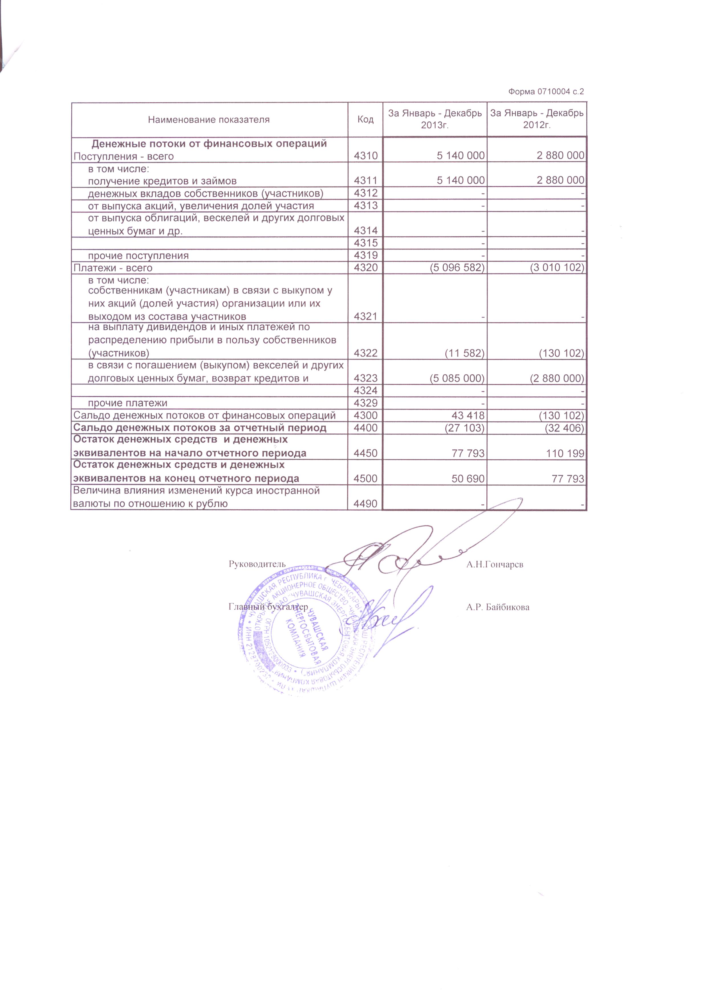 Форма 0710004 с.2
Наименование показателя Код За Январь - Декабрь 2013г. За Январь - Декабрь 2012г.
Денежные потоки от финансовых операций
Поступления - всего 4310 5 140 000 2 880 000
в том числе:
получение кредитов и займов 4311 5 140 000 2 880 000
денежных вкладов собственников (участников) 4312 - -
от выпуска акций, увеличения долей участия 4313 - -
от выпуска облигаций, вескелей и других долговых
ценных бумаг и др. 4314 - -
4315 - -
прочие поступления 4319 - -
Платежи - всего 4320 (5 096 582) (3 010 102)
в том числе:
собственникам (участникам) в связи с выкупом у
них акций (долей участия) организации или их
выходом из состава участников 4321 - -
на выплату дивидендов и иных платежей по
распределению прибыли в пользу собственников
(участников) 4322 (11 582) (130 102)
в связи с погашением (выкупом) векселей и других
долговых ценных бумаг, возврат кредитов и 4323 (5 085 000) (2 880 000)
4324 - -
прочие платежи 4329 - -
Сальдо денежных потоков от финансовых операций 4300 43 418 (130 102)
Сальдо денежных потоков за отчетный период 4400 (27 103) (32 406)
Остаток денежных средств и денежных
эквивалентов на начало отчетного периода 4450 77 793 110 199
Остаток денежных средств и денежных
эквивалентов на конец отчетного периода 4500 50 690 77 793
Величина влияния изменений курса иностранной
валюты по отношению к рублю 4490 - -
Руководитель А.Н.Гончарев
Главный бухгалтер А.Р. Байбикова
ЧУВАШСКАЯ РЕСПУБЛИКА г. ЧЕБОКСАРЫ
ОТКРЫТОЕ АКЦИОНЕРНОЕ ОБЩЕСТВО "ЧУВАШСКАЯ ЭНЕРГОСБЫТОВАЯ КОМПАНИЯ"
ОАО "ЧУВАШСКАЯ ЭНЕРГОСБЫТОВАЯ КОМПАНИЯ"
ОГРН 1052128000033
ЧУВАШСКАЯ
ЭНЕРГОСБЫТОВАЯ
КОМПАНИЯ